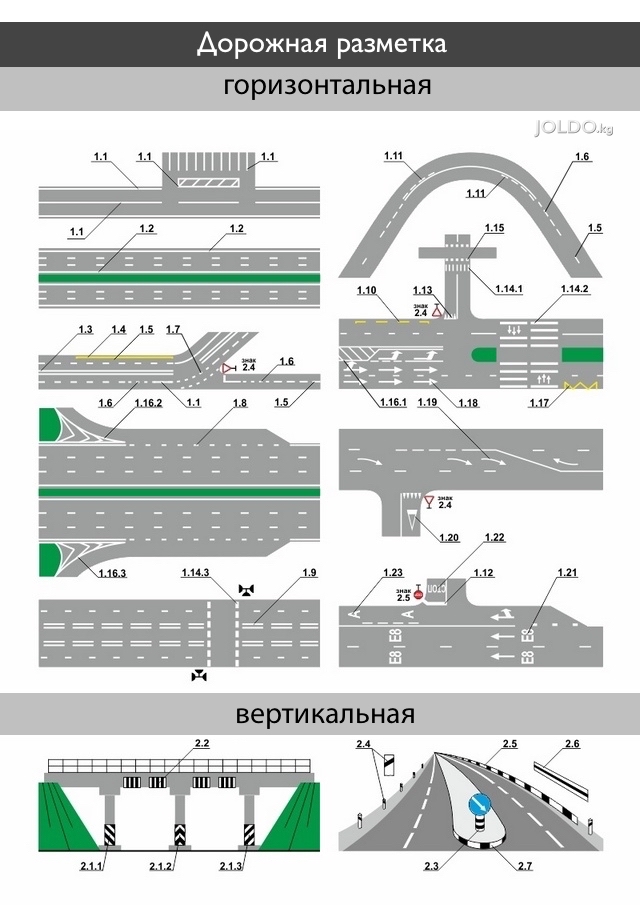 Дорожная разметка
горизонтальная
JOLDO.kg
1.1 1.1 1.1
1.1
1.2 1.2
1.3 1.4 1.5 1.7
знак
2.4
1.6
1.6 1.16.2 1.1 1.8 1.5
1.16.3 1.14.3 1.9
1.11 1.6
1.11
1.5
1.15
1.10 1.13 1.14.1 1.14.2
знак
2.4
1.16.1 1.19 1.18 1.17
знак
2.4
1.20
1.22
1.23 1.12 1.21
знак
2.5
СТОП
А А
Е8 Е8
Е8 Е8
вертикальная
2.2
2.1.1 2.1.2 2.1.3
2.4 2.5 2.6
2.3 2.7